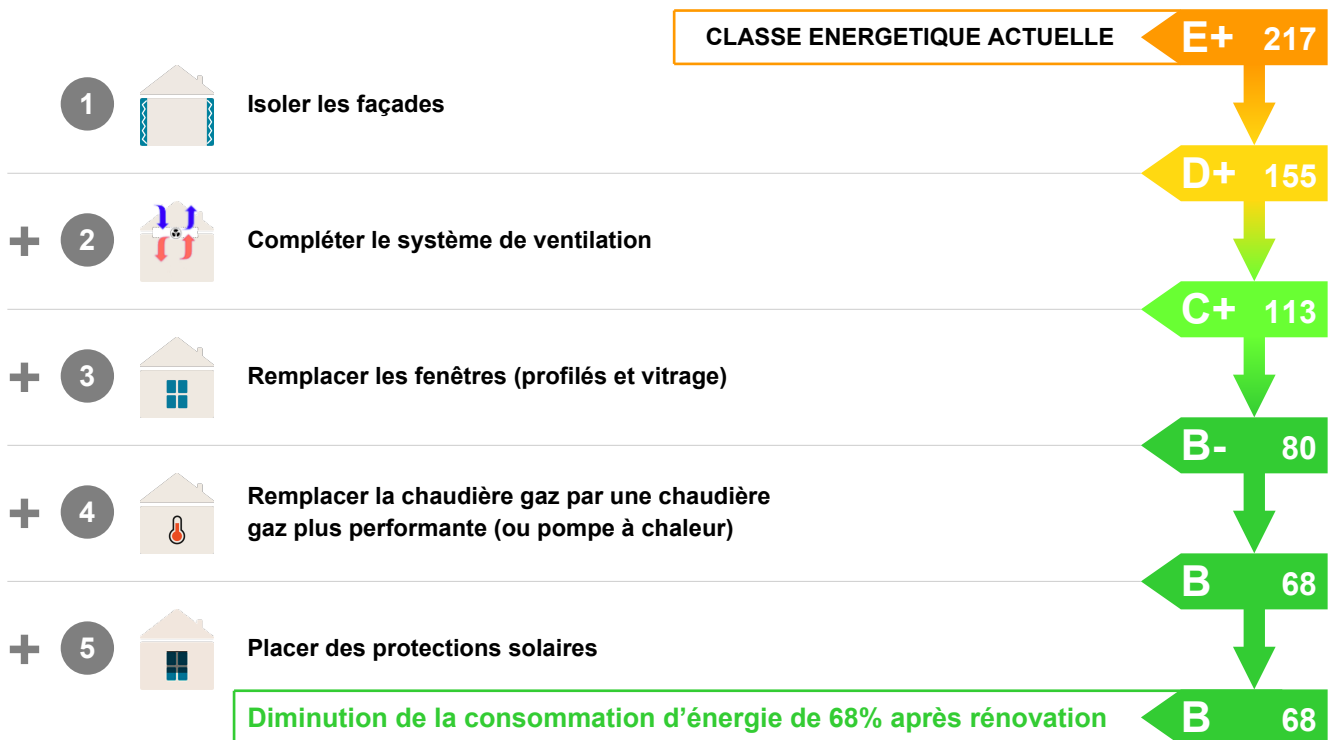 CLASSE ENERGETIQUE ACTUELLE E+ 217
1 Isoler les façades
D+ 155
+ 2 Compléter le système de ventilation
C+ 113
+ 3 Remplacer les fenêtres (profilés et vitrage)
B- 80
+ 4 Remplacer la chaudière gaz par une chaudière
gaz plus performante (ou pompe à chaleur)
B 68
+ 5 Placer des protections solaires
Diminution de la consommation d’énergie de 68% après rénovation B 68